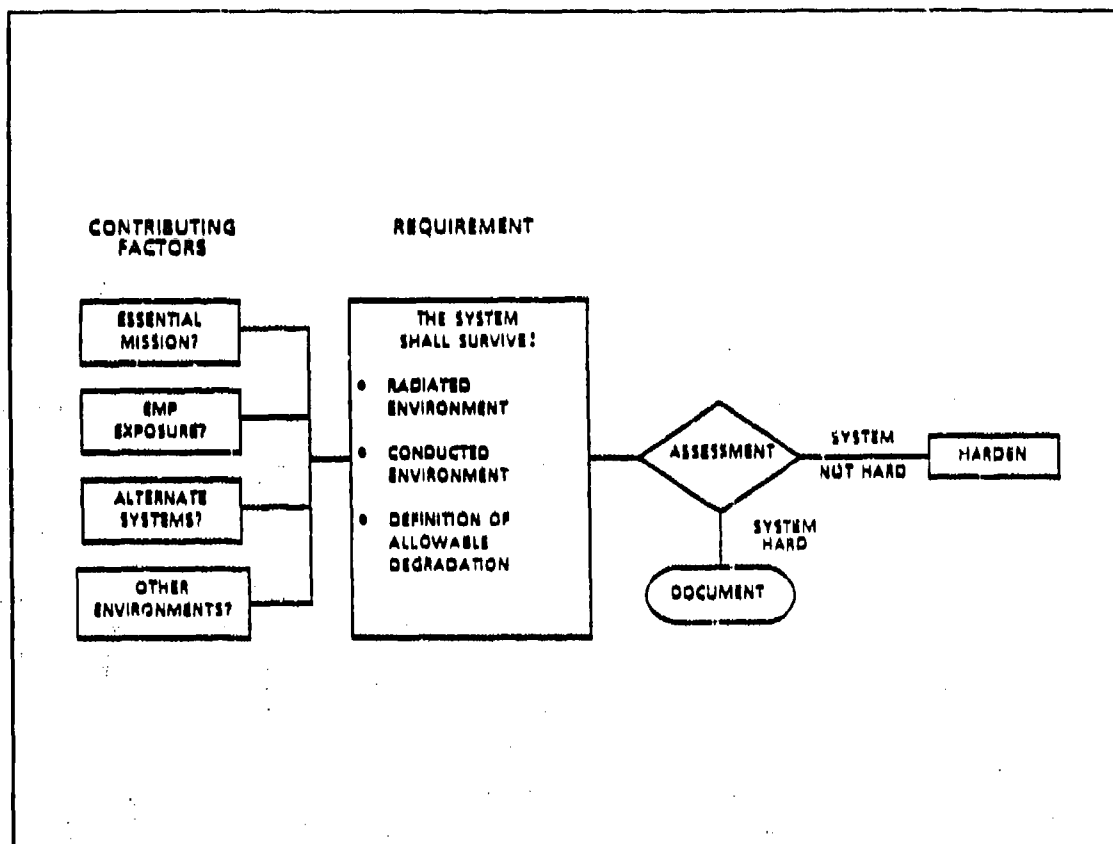 CONTRIBUTING
FACTORS
REQUIREMENT
ESSENTIAL
MISSION?
EMP
EXPOSURE?
ALTERNATE
SYSTEMS?
OTHER
ENVIRONMENTS?
THE SYSTEM
SHALL SURVIVE:
• RADIATED
ENVIRONMENT
• CONDUCTED
ENVIRONMENT
• DEFINITION OF
ALLOWABLE
DEGRADATION
ASSESSMENT
SYSTEM
NOT HARD
HARDEN
SYSTEM
HARD
DOCUMENT